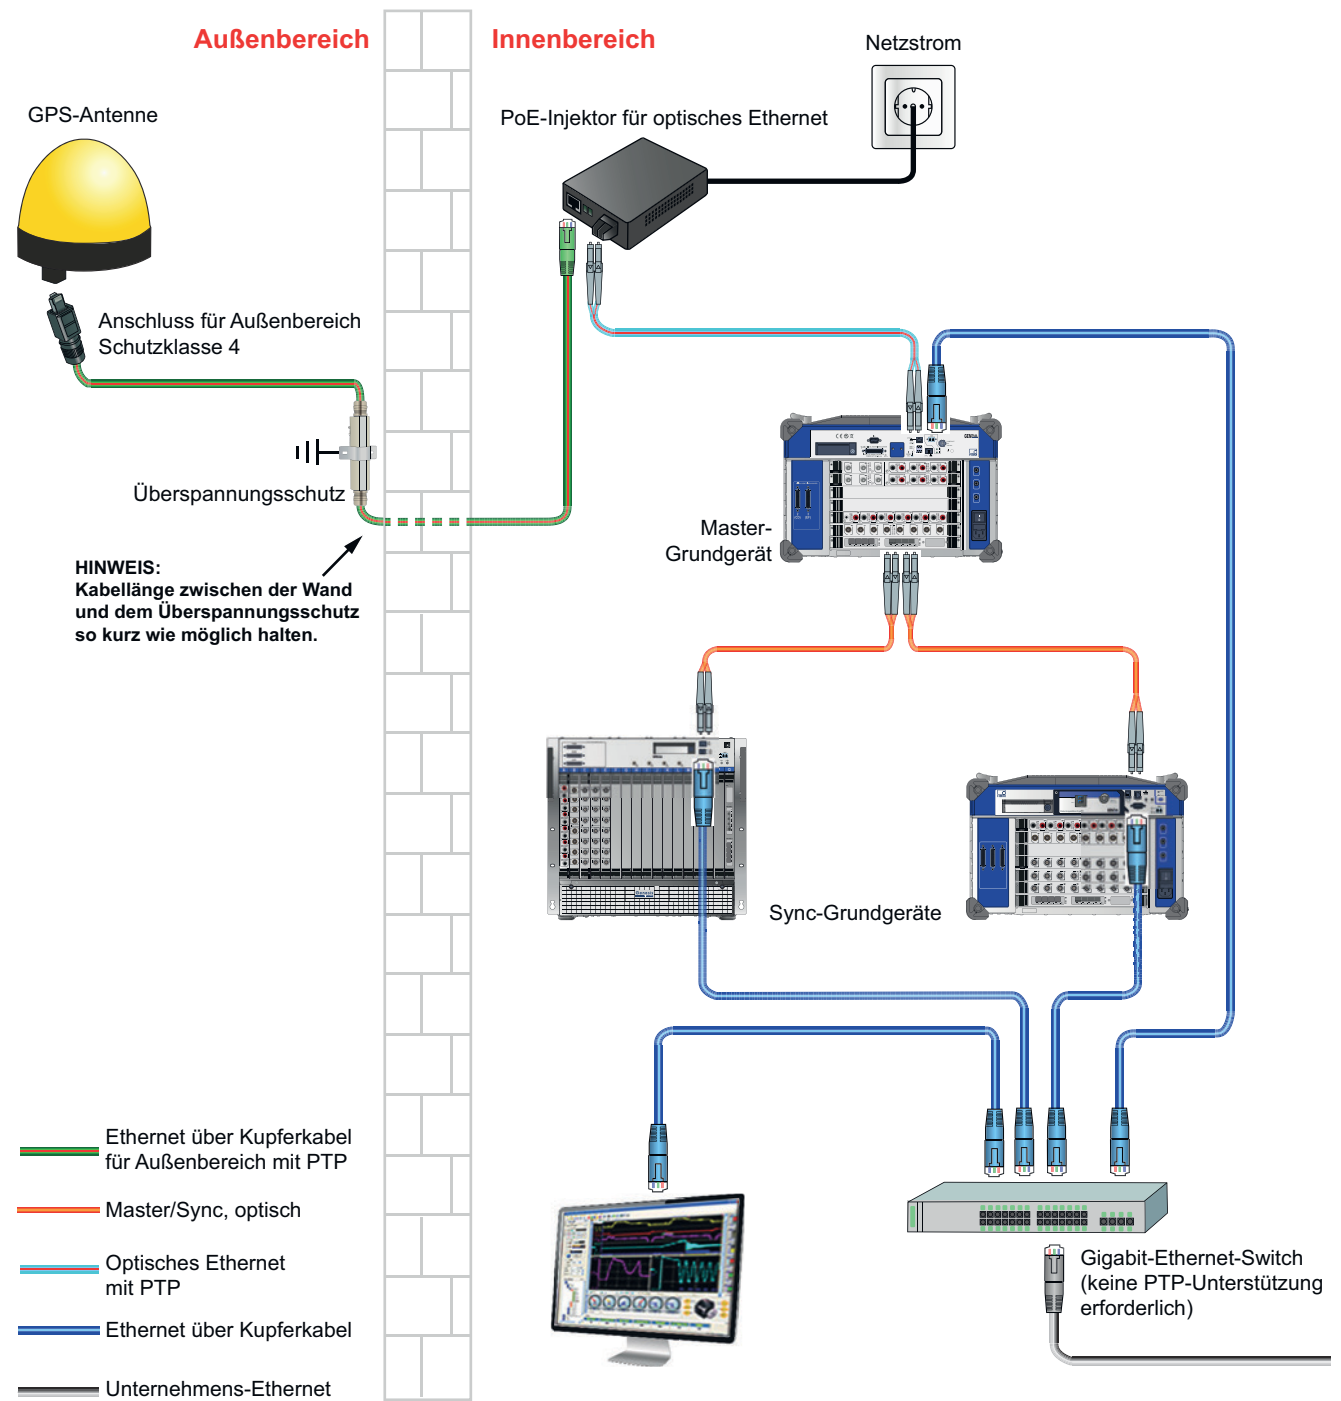 Außenbereich
Innenbereich
Netzstrom
GPS-Antenne
PoE-Injektor für optisches Ethernet
Anschluss für Außenbereich
Schutzklasse 4
Überspannungsschutz
HINWEIS:
Kabellänge zwischen der Wand
und dem Überspannungsschutz
so kurz wie möglich halten.
Master-
Grundgerät
Sync-Grundgeräte
Ethernet über Kupferkabel
für Außenbereich mit PTP
Master/Sync, optisch
Optisches Ethernet
mit PTP
Ethernet über Kupferkabel
Unternehmens-Ethernet
Gigabit-Ethernet-Switch
(keine PTP-Unterstützung
erforderlich)